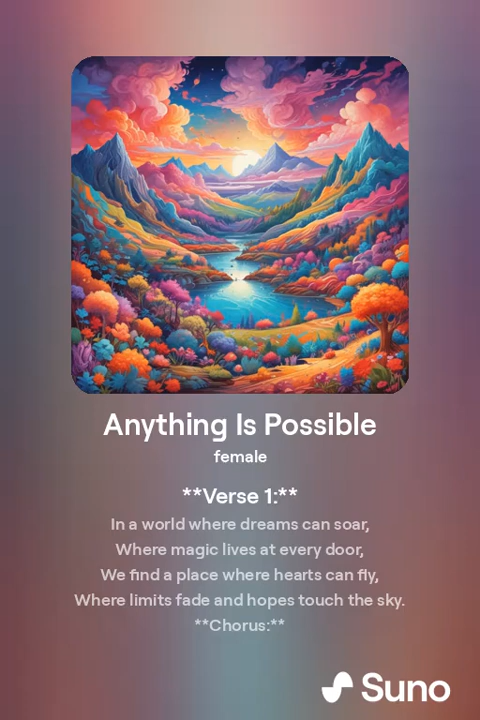 Anything Is Possible
female
**Verse 1:**
In a world where dreams can soar,
Where magic lives at every door,
We find a place where hearts can fly,
Where limits fade and hopes touch the sky.
**Chorus:**
Suno